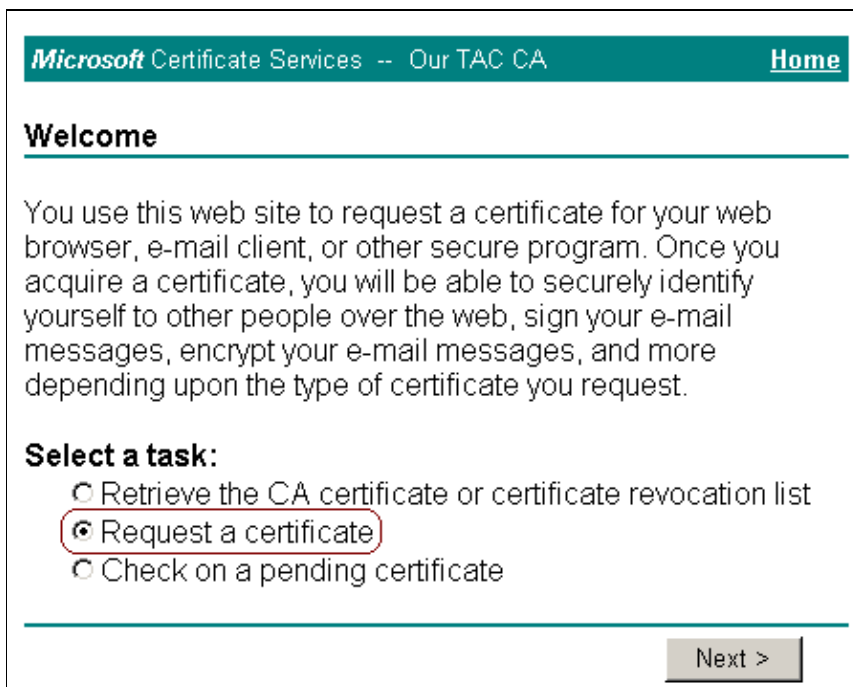 Microsoft Certificate Services -- Our TAC CA Home
Welcome
You use this web site to request a certificate for your web
browser, e-mail client, or other secure program. Once you
acquire a certificate, you will be able to securely identify
yourself to other people over the web, sign your e-mail
messages, encrypt your e-mail messages, and more
depending upon the type of certificate you request.
Select a task:
Retrieve the CA certificate or certificate revocation list
Request a certificate
Check on a pending certificate
Next >